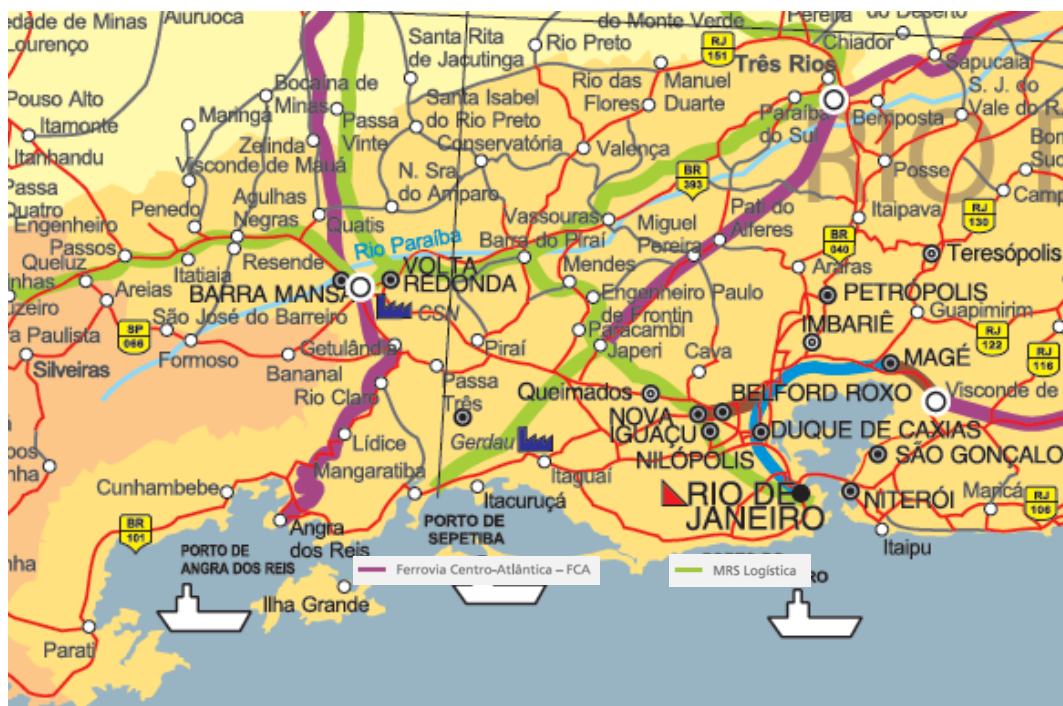 edade de Minas
Aiuruoca
do Monte Verde
Pereira
do Deserto
Lourenço
Santa Rita
de Jacutinga
Rio Preto
RJ
151
Chiador
Sapucaia
Três Rios
Bocaina de
Minas
Rio das
Flores
Manuel
Duarte
S. J. do
Vale do R
Pouso Alto
Itamonte
Maringa
Passa
Vinte
Santa Isabel
do Rio Preto
Paraíba
do Sul
Bemposta
Itanhandu
Zelinda
Visconde de Mauá
Conservatória
Valença
RIO
Passa
Quatro
Agulhas
Negras
N. Sra.
do Amparo
BR
393
Posse
Camp
Engenheiro
Passos
Penedo
Quatis
Vassouras
Miguel
Pereira
Pat. do
Alferes
Itaipava
RJ
130
Rio Paraíba
Barra do Piraí
BR
040
Teresópolis
Queluz
Itatiaia
Resende
VOLTA
REDONDA
Mendes
Araras
Areias
BARRA MANSA
Engenheiro Paulo
de Frontin
PETRÓPOLIS
São José do Barreiro
CSN
Paracambi
IMBARIÊ
Guapimirim
SP
066
RJ
122
Formoso
Getulândia
Piraí
Japeri
Cava
MAGÉ
RJ
116
Silveiras
Bananal
Passa
Três
Queimados
BELFORD ROXO
Visconde de
Rio Claro
NOVA
IGUAÇU
DUQUE DE CAXIAS
Lídice
Gerdau
NILÓPOLIS
SÃO GONÇALO
Mangaratiba
Itaguaí
Cunhambebe
Itacuruçá
RIO DE
JANEIRO
NITERÓI
Maricá
RJ
106
BR
101
Angra
dos Reis
PORTO DE
SEPETIBA
Itaipu
PORTO DE
ANGRA DOS REIS
Ferrovia Centro-Atlântica – FCA
MRS Logística
Ilha Grande
Parati